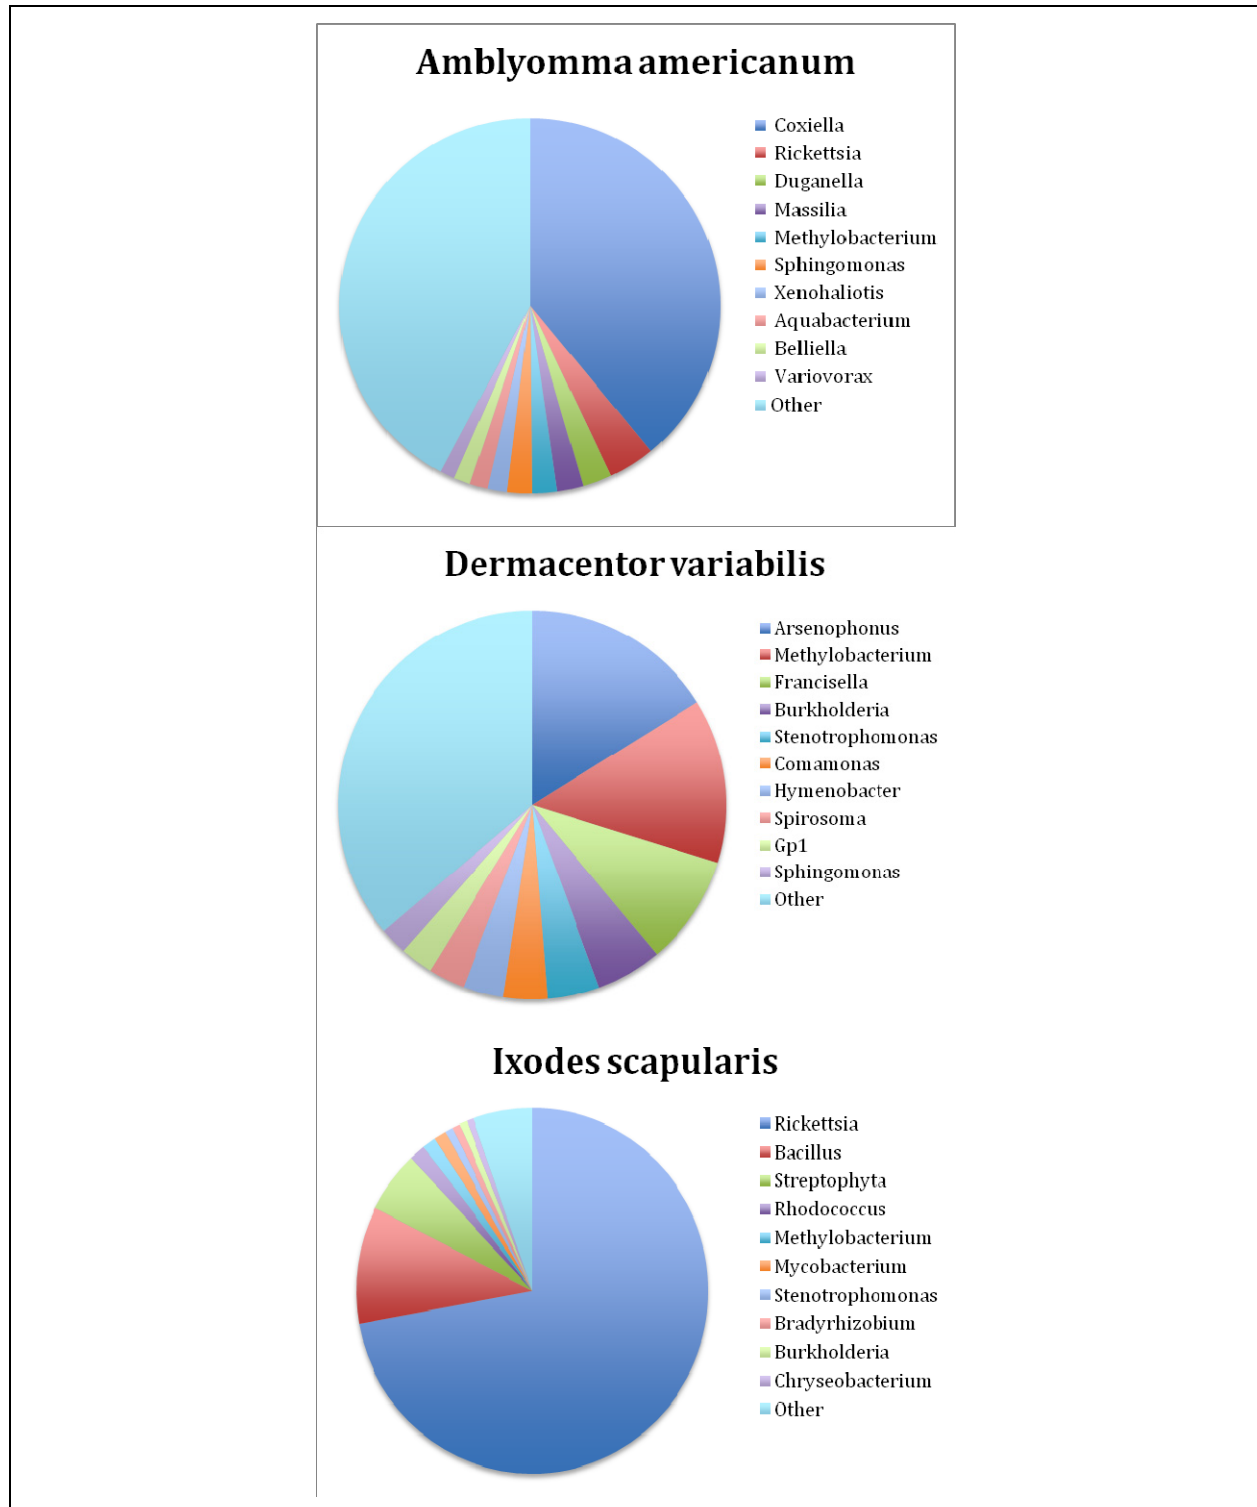 Amblyomma americanum
Coxiella
Rickettsia
Duganella
Massilia
Methylobacterium
Sphingomonas
Xenohaliotis
Aquabacterium
Belliella
Variovorax
Other
Dermacentor variabilis
Arsenophonus
Methylobacterium
Francisella
Burkholderia
Stenotrophomonas
Comamonas
Hymenobacter
Spirosoma
Gp1
Sphingomonas
Other
Ixodes scapularis
Rickettsia
Bacillus
Streptophyta
Rhodococcus
Methylobacterium
Mycobacterium
Stenotrophomonas
Bradyrhizobium
Burkholderia
Chryseobacterium
Other